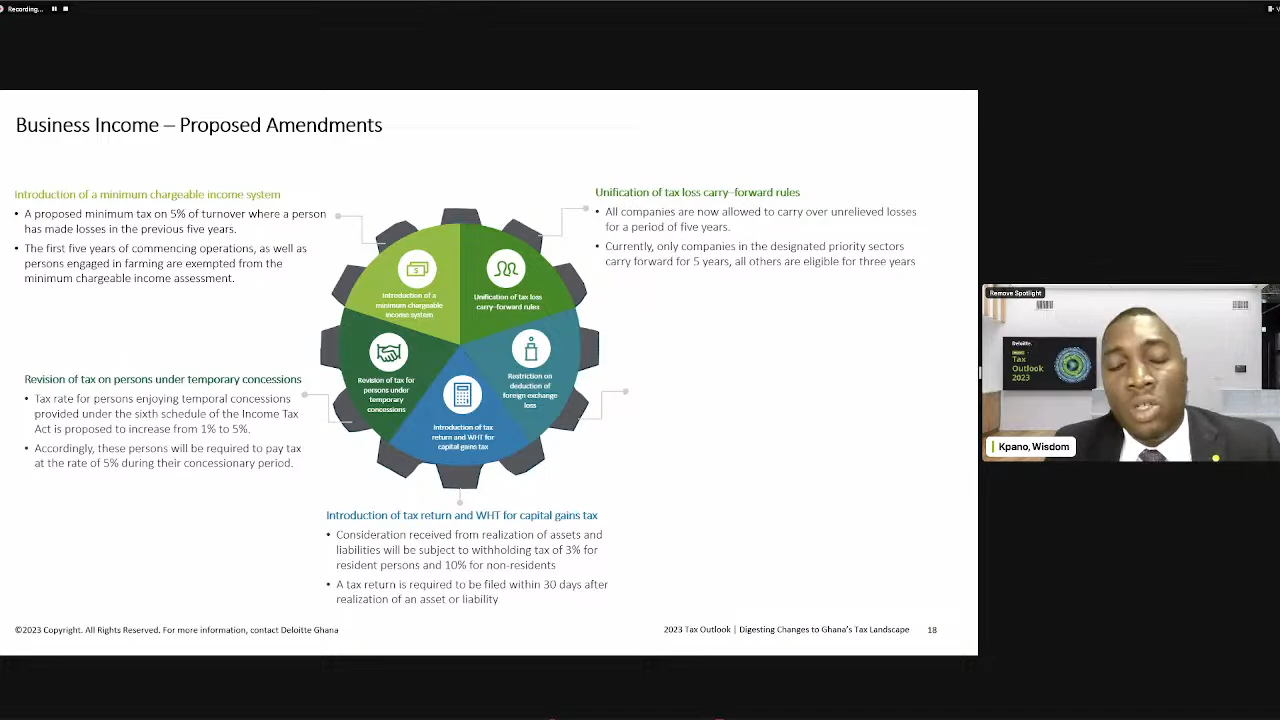 Recording...
Business Income – Proposed Amendments
Introduction of a minimum chargeable income system
• A proposed minimum tax on 5% of turnover where a person
has made losses in the previous five years.
• The first five years of commencing operations, as well as
persons engaged in farming are exempted from the
minimum chargeable income assessment.
Unification of tax loss carry–forward rules
• All companies are now allowed to carry over unrelieved losses
for a period of five years.
• Currently, only companies in the designated priority sectors
carry forward for 5 years, all others are eligible for three years
Introduction of a
minimum chargeable
income system
Unification of tax loss
carry–forward rules
Revision of tax for
persons under
temporary
concessions
Restriction on
deduction of
foreign exchange
loss
Introduction of tax
return and WHT for
capital gains tax
Revision of tax on persons under temporary concessions
• Tax rate for persons enjoying temporal concessions
provided under the sixth schedule of the Income Tax
Act is proposed to increase from 1% to 5%.
• Accordingly, these persons will be required to pay tax
at the rate of 5% during their concessionary period.
Introduction of tax return and WHT for capital gains tax
• Consideration received from realization of assets and
liabilities will be subject to withholding tax of 3% for
resident persons and 10% for non-residents
• A tax return is required to be filed within 30 days after
realization of an asset or liability
©2023 Copyright. All Rights Reserved. For more information, contact Deloitte Ghana
2023 Tax Outlook | Digesting Changes to Ghana's Tax Landscape
18
Remove Spotlight
Deloitte.
Tax
Outlook
2023
Kpano, Wisdom